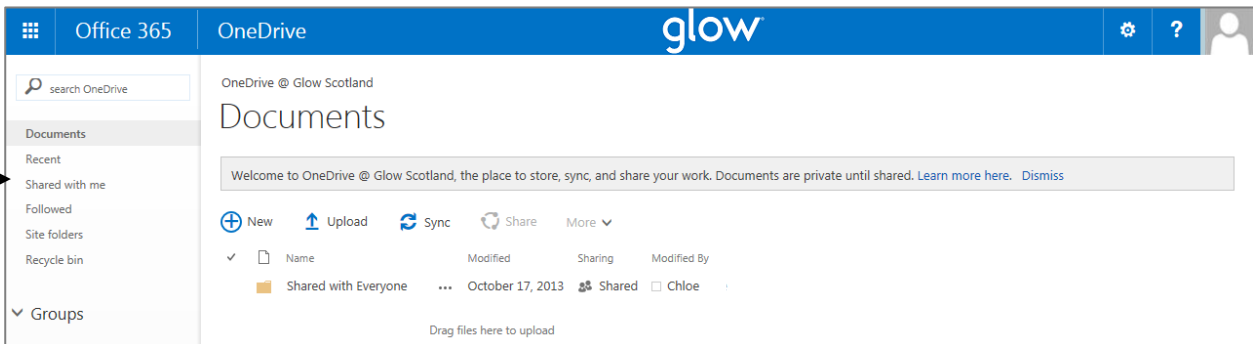 Office 365
OneDrive
glow
?
search OneDrive
Documents
Recent
Shared with me
Followed
Site folders
Recycle bin
Groups
OneDrive @ Glow Scotland
Documents
Welcome to OneDrive @ Glow Scotland, the place to store, sync, and share your work. Documents are private until shared. Learn more here. Dismiss
New Upload Sync Share More
Name Modified Sharing Modified By
Shared with Everyone ... October 17, 2013 Shared Chloe
Drag files here to upload